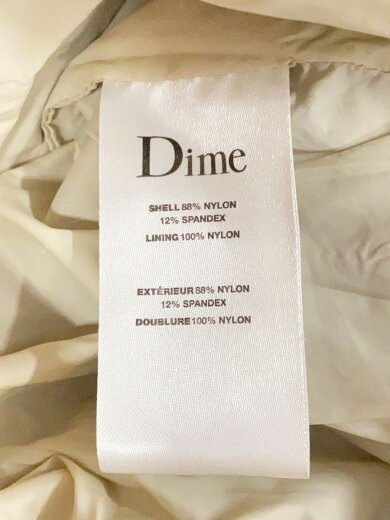 Dime
SHELL 88% NYLON
12% SPANDEX
LINING 100% NYLON
EXTÉRIEUR 88% NYLON
12% SPANDEX
DOUBLURE 100% NYLON